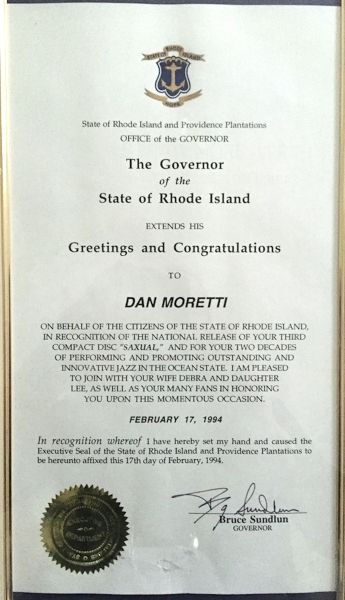 STATE OF RHODE ISLAND
HOPE
State of Rhode Island and Providence Plantations
OFFICE of the GOVERNOR
The Governor
of the
State of Rhode Island
EXTENDS HIS
Greetings and Congratulations
TO
DAN MORETTI
ON BEHALF OF THE CITIZENS OF THE STATE OF RHODE ISLAND,
IN RECOGNITION OF THE NATIONAL RELEASE OF YOUR THIRD
COMPACT DISC "SAXUAL," AND FOR YOUR TWO DECADES
OF PERFORMING AND PROMOTING OUTSTANDING AND
INNOVATIVE JAZZ IN THE OCEAN STATE. I AM PLEASED
TO JOIN WITH YOUR WIFE DEBRA AND DAUGHTER
LEE, AS WELL AS YOUR MANY FANS IN HONORING
YOU UPON THIS MOMENTOUS OCCASION.
FEBRUARY 17, 1994
In recognition whereof I have hereby set my hand and caused the
Executive Seal of the State of Rhode Island and Providence Plantations to
be hereunto affixed this 17th day of February, 1994.
Bruce Sundlun
GOVERNOR